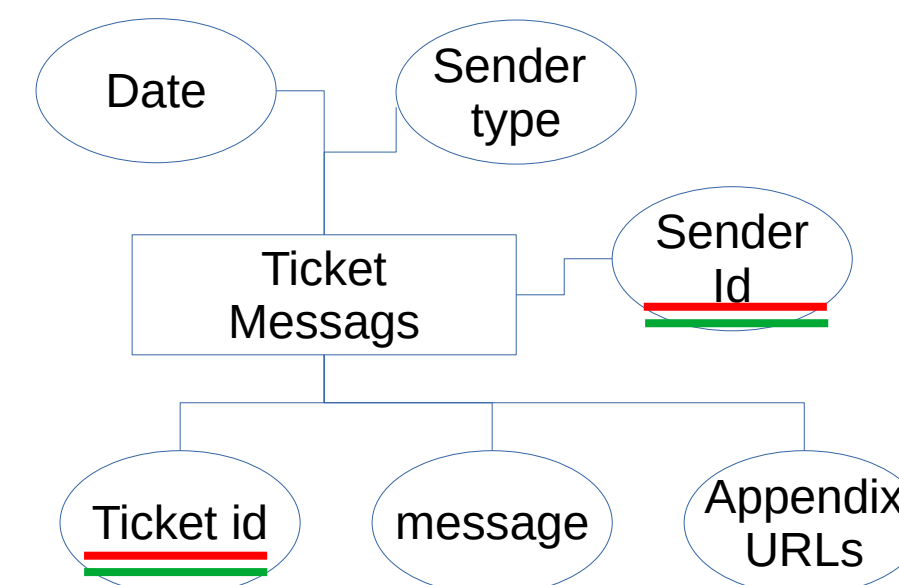 Date
Sender
type
Sender
Id
Ticket
Messags
Ticket id
message
Appendix
URLs